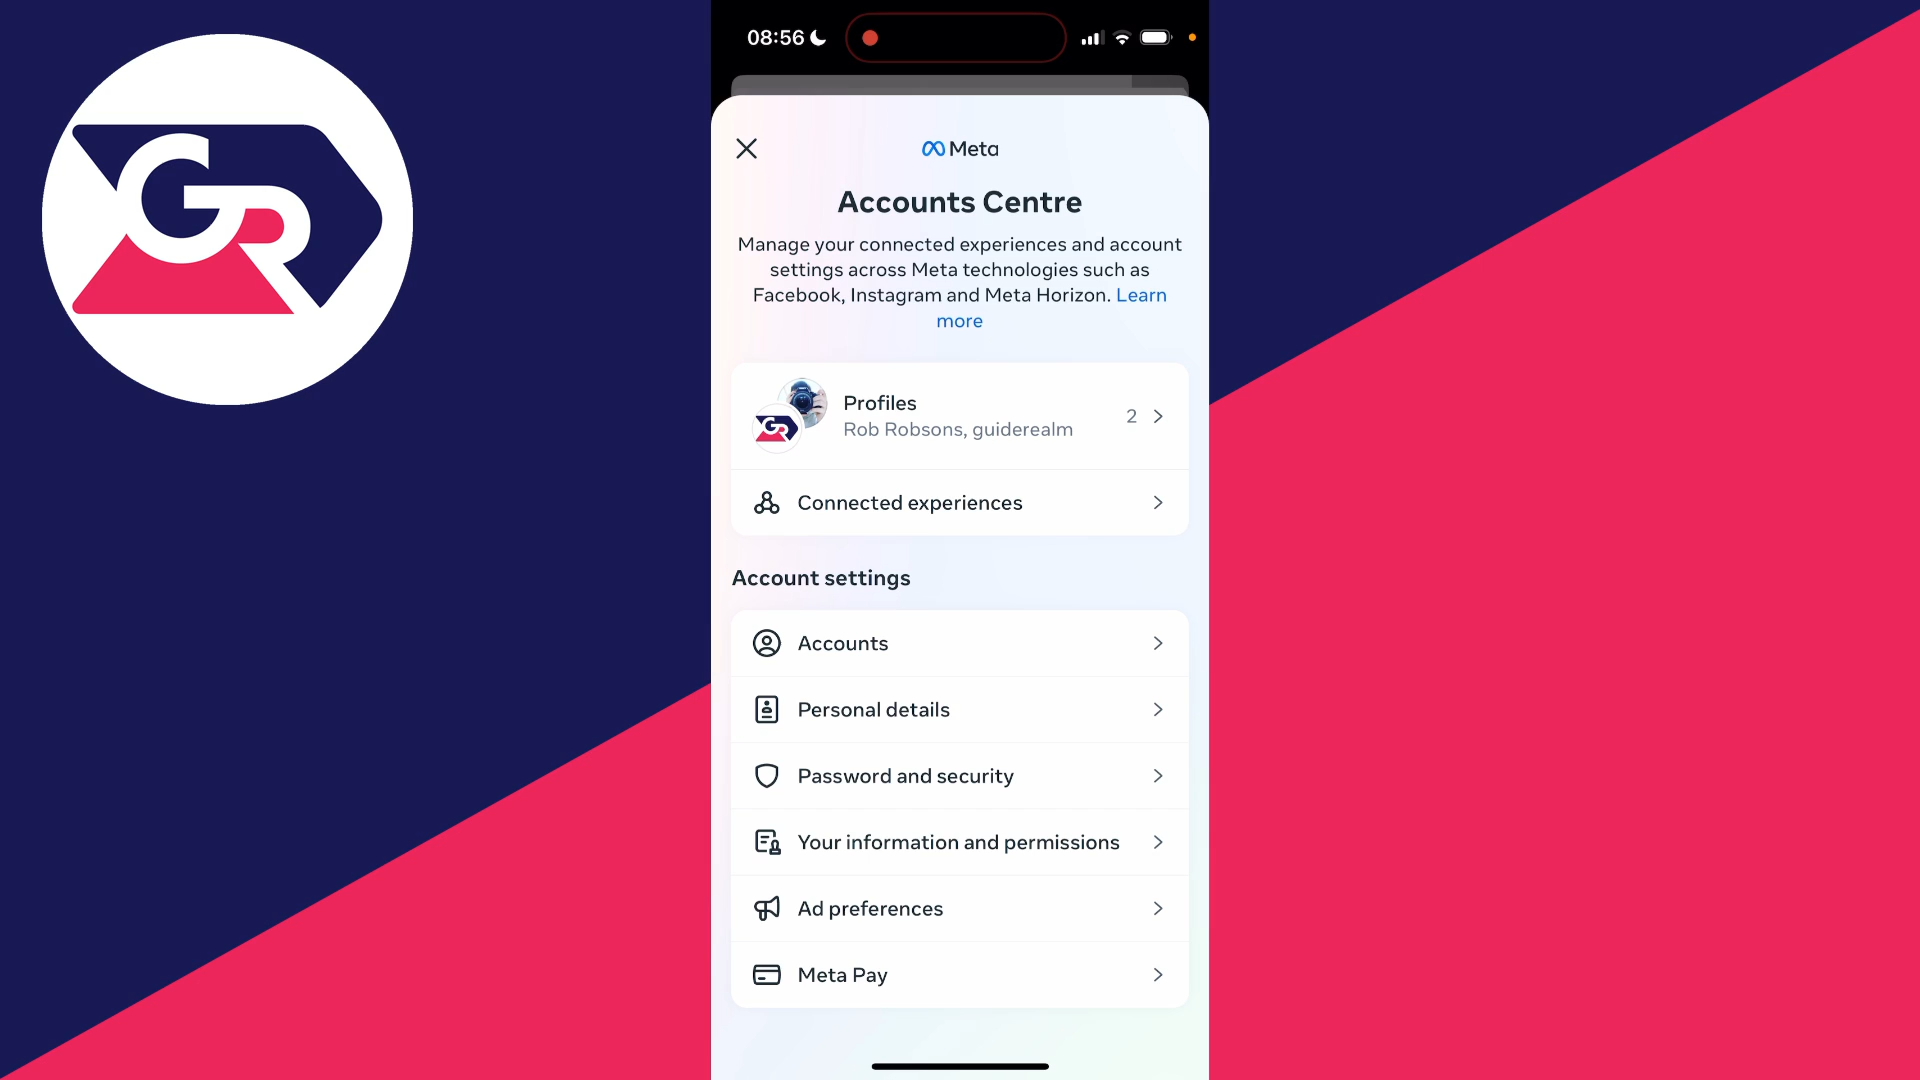 GR
08:56
Meta
Accounts Centre
Manage your connected experiences and account
settings across Meta technologies such as
Facebook, Instagram and Meta Horizon. Learn
more
GR
Profiles
Rob Robsons, guiderealm
2
Connected experiences
Account settings
Accounts
Personal details
Password and security
Your information and permissions
Ad preferences
Meta Pay